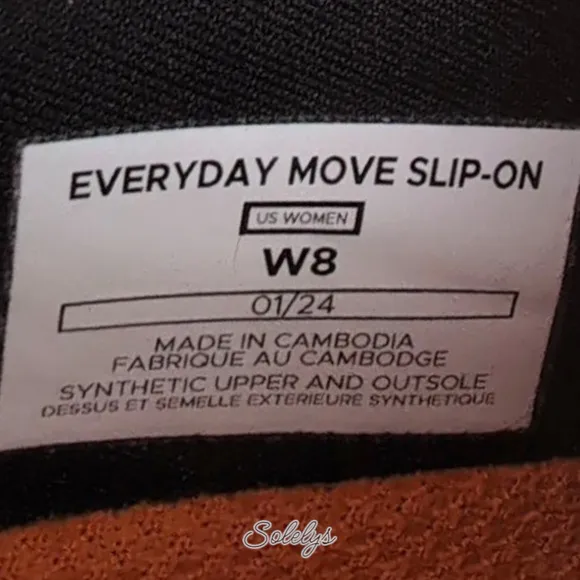 EVERYDAY MOVE SLIP-ON
US WOMEN
W8
01/24
MADE IN CAMBODIA
FABRIQUE AU CAMBODGE
SYNTHETIC UPPER AND OUTSOLE
DESSUS ET SEMELLE EXTERIEURE SYNTHETIQUE
Solelys